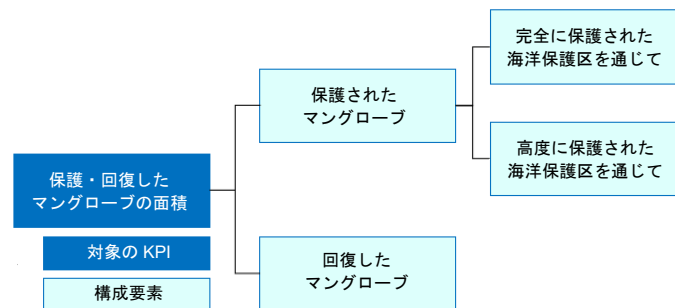 完全に保護された
海洋保護区を通じて
保護された
マングローブ
高度に保護された
海洋保護区を通じて
保護・回復した
マングローブの面積
回復した
マングローブ
対象の KPI
構成要素